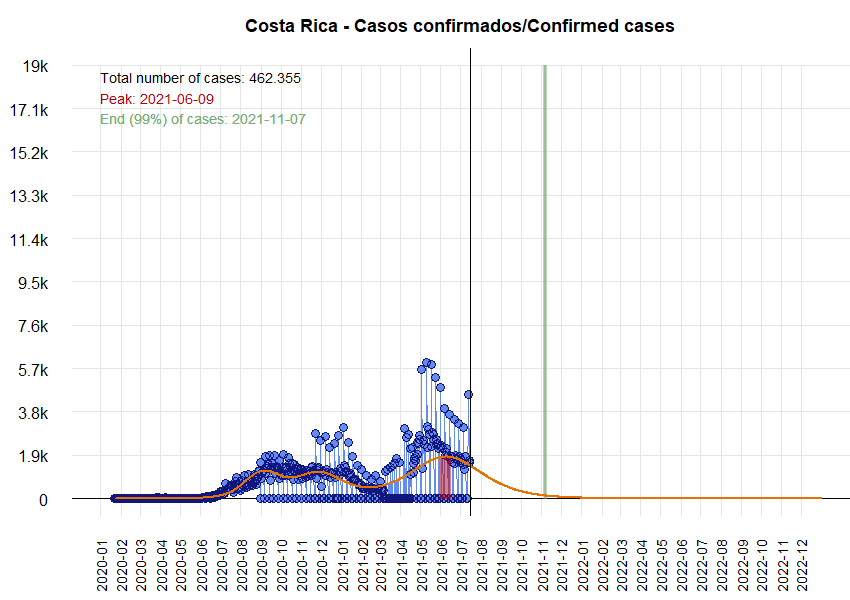 Costa Rica - Casos confirmados/Confirmed cases
19k
Total number of cases: 462.355
Peak: 2021-06-09
17.1k
End (99%) of cases: 2021-11-07
15.2k
13.3k
11.4k
9.5k
7.6k
5.7k
3.8k
1.9k
0
2020-01
2020-02
2020-03
2020-04
2020-05
2020-06
2020-07
2020-08
2020-09
2020-10
2020-11
2020-12
2021-01
2021-02
2021-03
2021-04
2021-05
2021-06
2021-07
2021-08
2021-09
2021-10
2021-11
2021-12
2022-01
2022-02
2022-03
2022-04
2022-05
2022-06
2022-07
2022-08
2022-09
2022-10
2022-11
2022-12